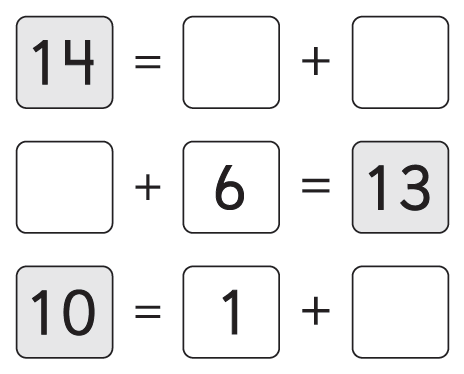 14 = +
+ 6 = 13
10 = 1 +